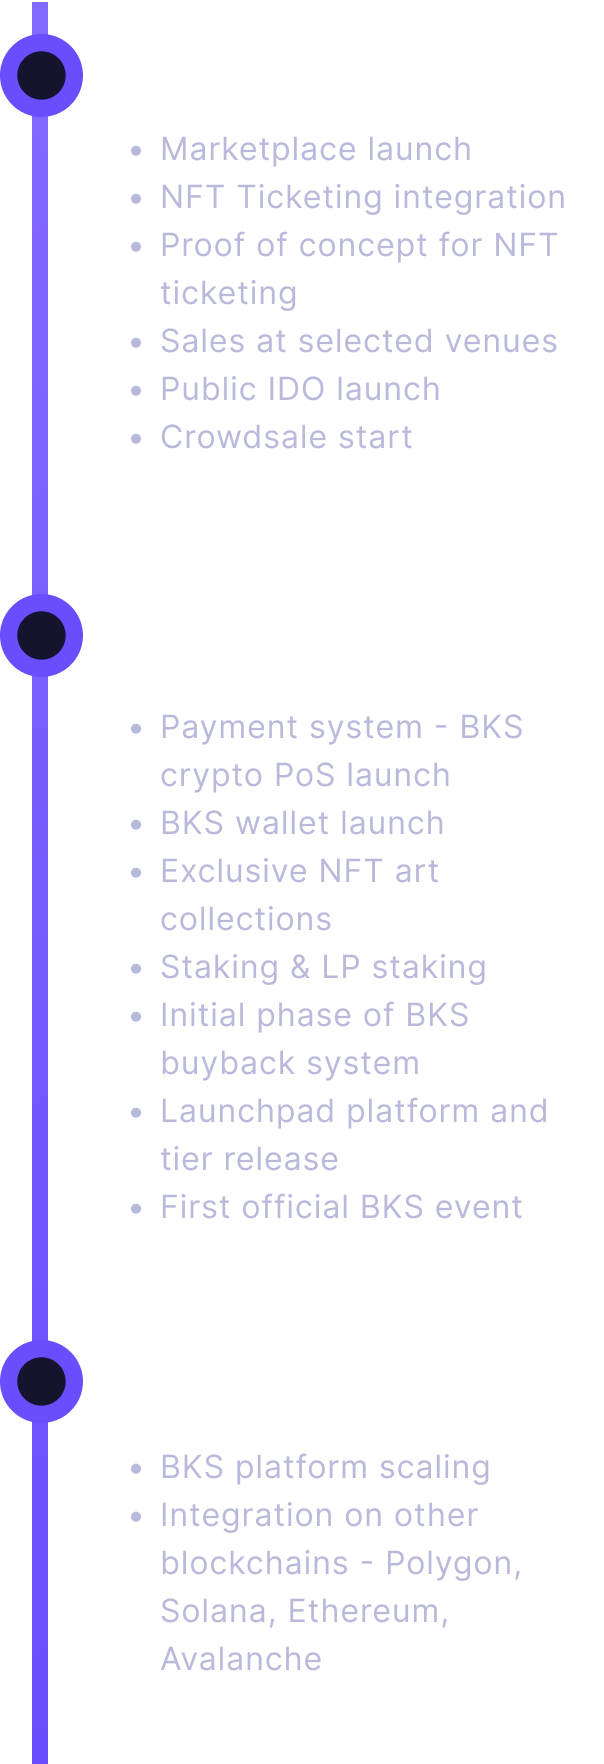 • Marketplace launch
• NFT Ticketing integration
• Proof of concept for NFT
ticketing
• Sales at selected venues
• Public IDO launch
• Crowdsale start
• Payment system - BKS
crypto PoS launch
• BKS wallet launch
• Exclusive NFT art
collections
• Staking & LP staking
• Initial phase of BKS
buyback system
• Launchpad platform and
tier release
• First official BKS event
• BKS platform scaling
• Integration on other
blockchains - Polygon,
Solana, Ethereum,
Avalanche